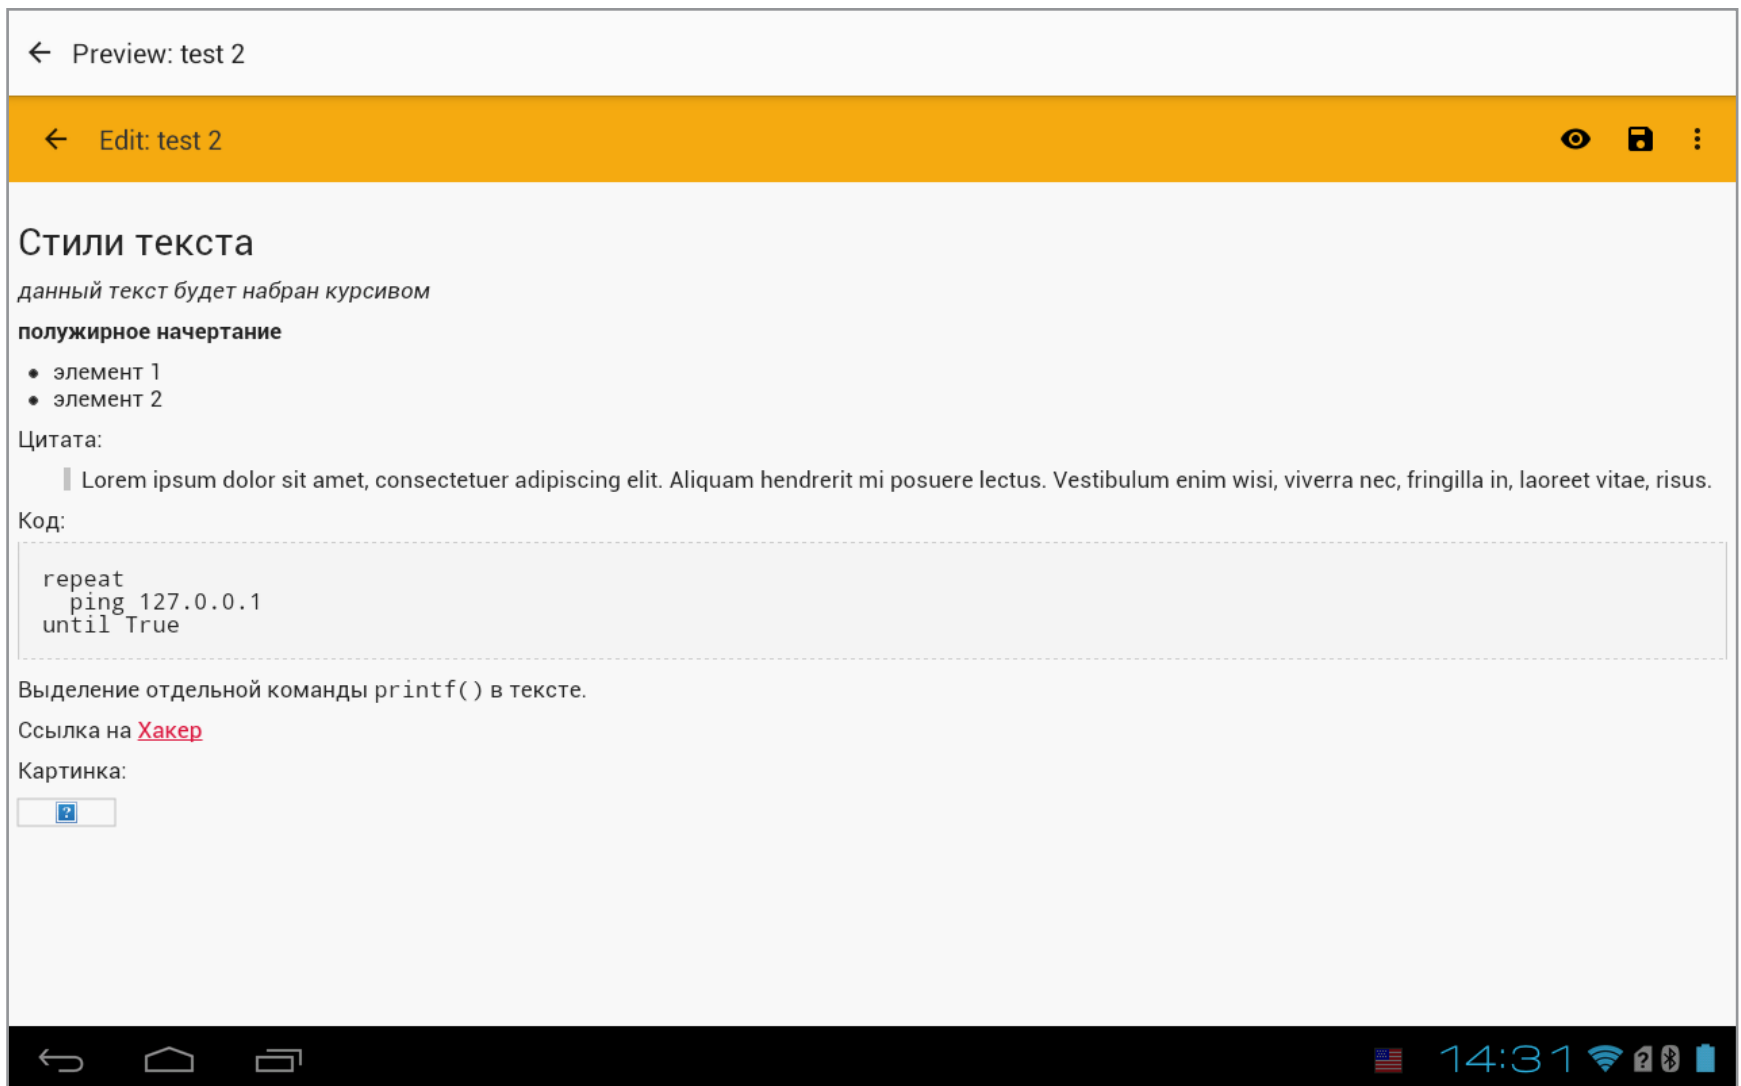 Preview: test 2
Edit: test 2
Стили текста
данный текст будет набран курсивом
полужирное начертание
элемент 1
элемент 2
Цитата:
Lorem ipsum dolor sit amet, consectetuer adipiscing elit. Aliquam hendrerit mi posuere lectus. Vestibulum enim wisi, viverra nec, fringilla in, laoreet vitae, risus.
Код:
repeat
  ping 127.0.0.1
until True
Выделение отдельной команды printf() в тексте.
Ссылка на Хакер
Картинка:
14:31